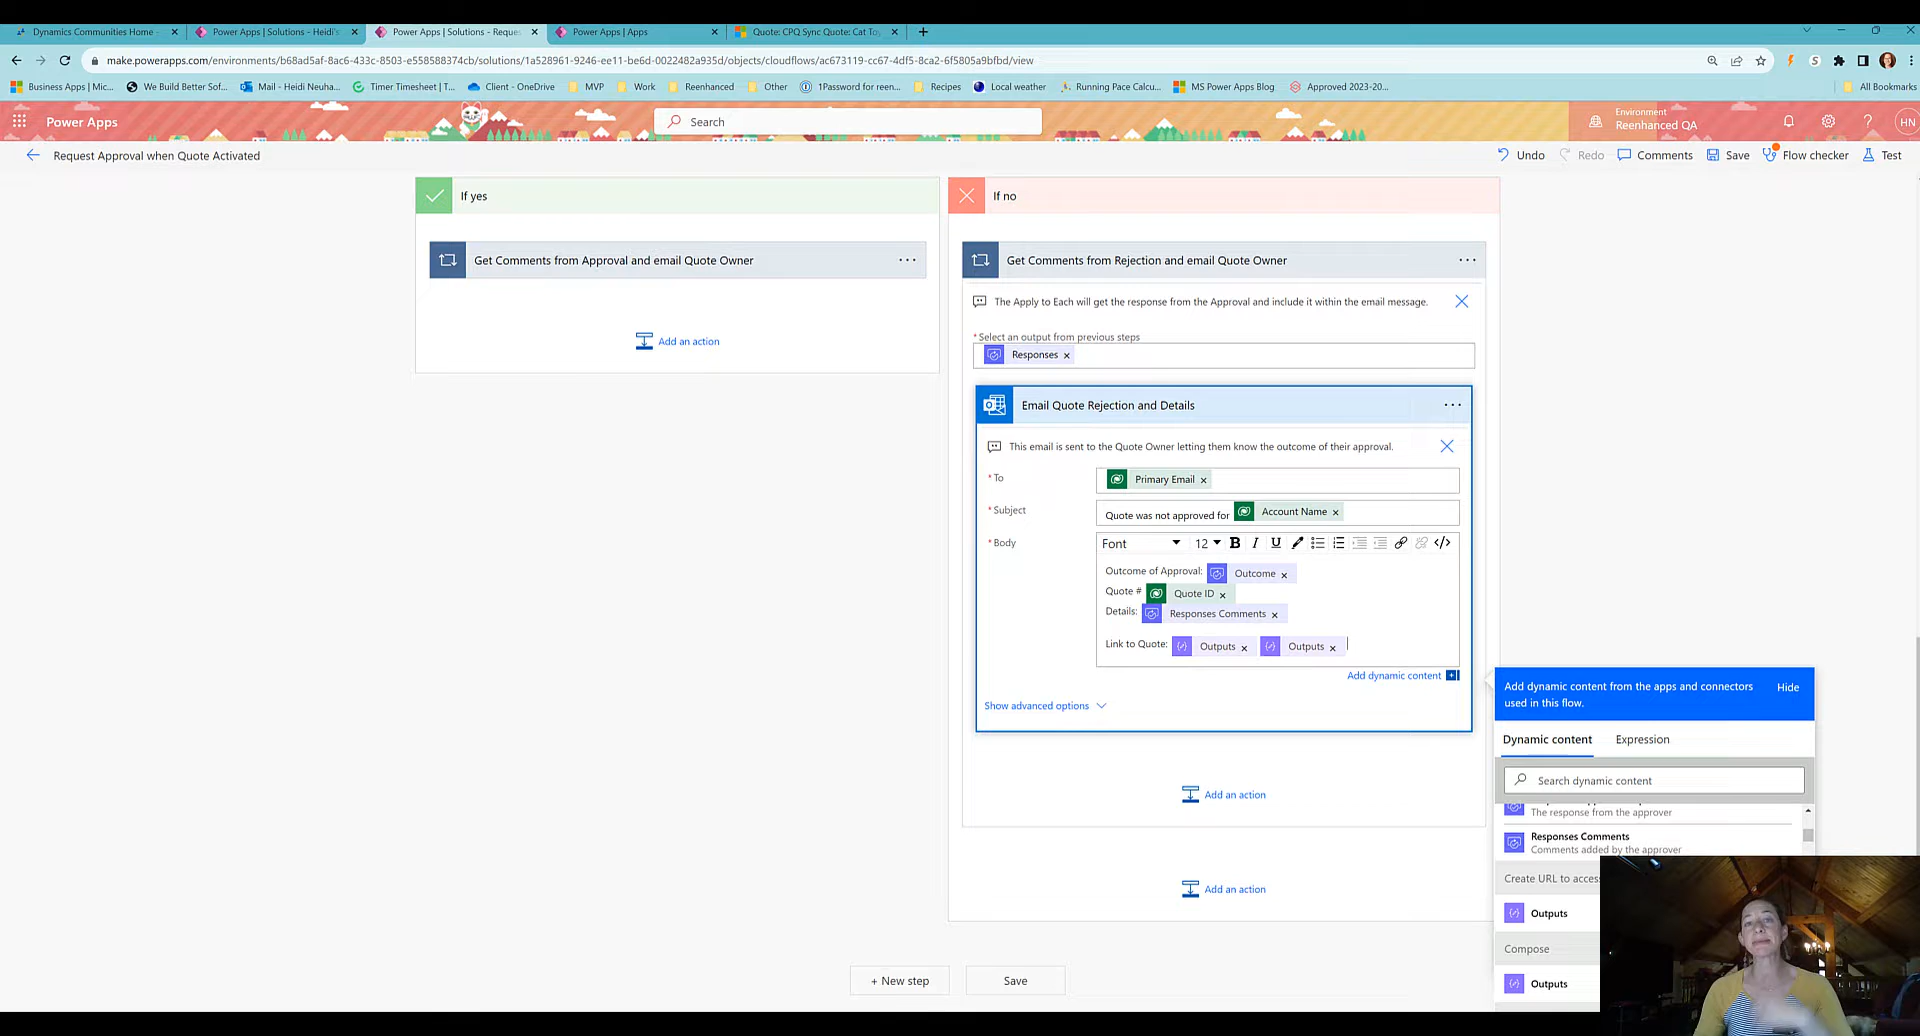 Dynamics Communities Home -
Power Apps | Solutions - Heidi's
Power Apps | Solutions - Reque
Power Apps | Apps
Quote: CPQ Sync Quote: Cat To
make.powerapps.com/environments/b68ad5af-8ac6-433c-8503-e558588374cb/solutions/1a528961-9246-ee11-be6d-0022482a935d/objects/cloudflows/ac673119-cc67-4df5-8ca2-6f5805a9bfbd/view
Business Apps | Mic...
We Build Better Sof...
Mail - Heidi Neuha...
Timer Timesheet | T...
Client - OneDrive
MVP
Work
Reenhanced
Other
1Password for reen...
Recipes
Local weather
Running Pace Calcu...
MS Power Apps Blog
Approved 2023-20...
All Bookmarks
Power Apps
Search
Environment
Reenhanced QA
HN
Request Approval when Quote Activated
Undo
Redo
Comments
Save
Flow checker
Test
If yes
If no
Get Comments from Approval and email Quote Owner
Get Comments from Rejection and email Quote Owner
The Apply to Each will get the response from the Approval and include it within the email message.
Add an action
* Select an output from previous steps
Responses
Email Quote Rejection and Details
This email is sent to the Quote Owner letting them know the outcome of their approval.
* To
Primary Email
* Subject
Quote was not approved for Account Name
* Body
Font
12
B I U </>
Outcome of Approval: Outcome
Quote # Quote ID
Details: Responses Comments
Link to Quote: Outputs Outputs
Add dynamic content
Show advanced options
Add an action
Add an action
+ New step
Save
Add dynamic content from the apps and connectors
used in this flow.
Hide
Dynamic content
Expression
Search dynamic content
The response from the approver
Responses Comments
Comments added by the approver
Create URL to acces
Outputs
Compose
Outputs